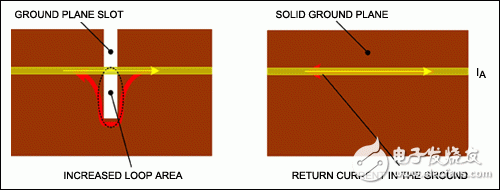 GROUND PLANE SLOT
SOLID GROUND PLANE
IA
INCREASED LOOP AREA
RETURN CURRENT IN THE GROUND
电子发烧友